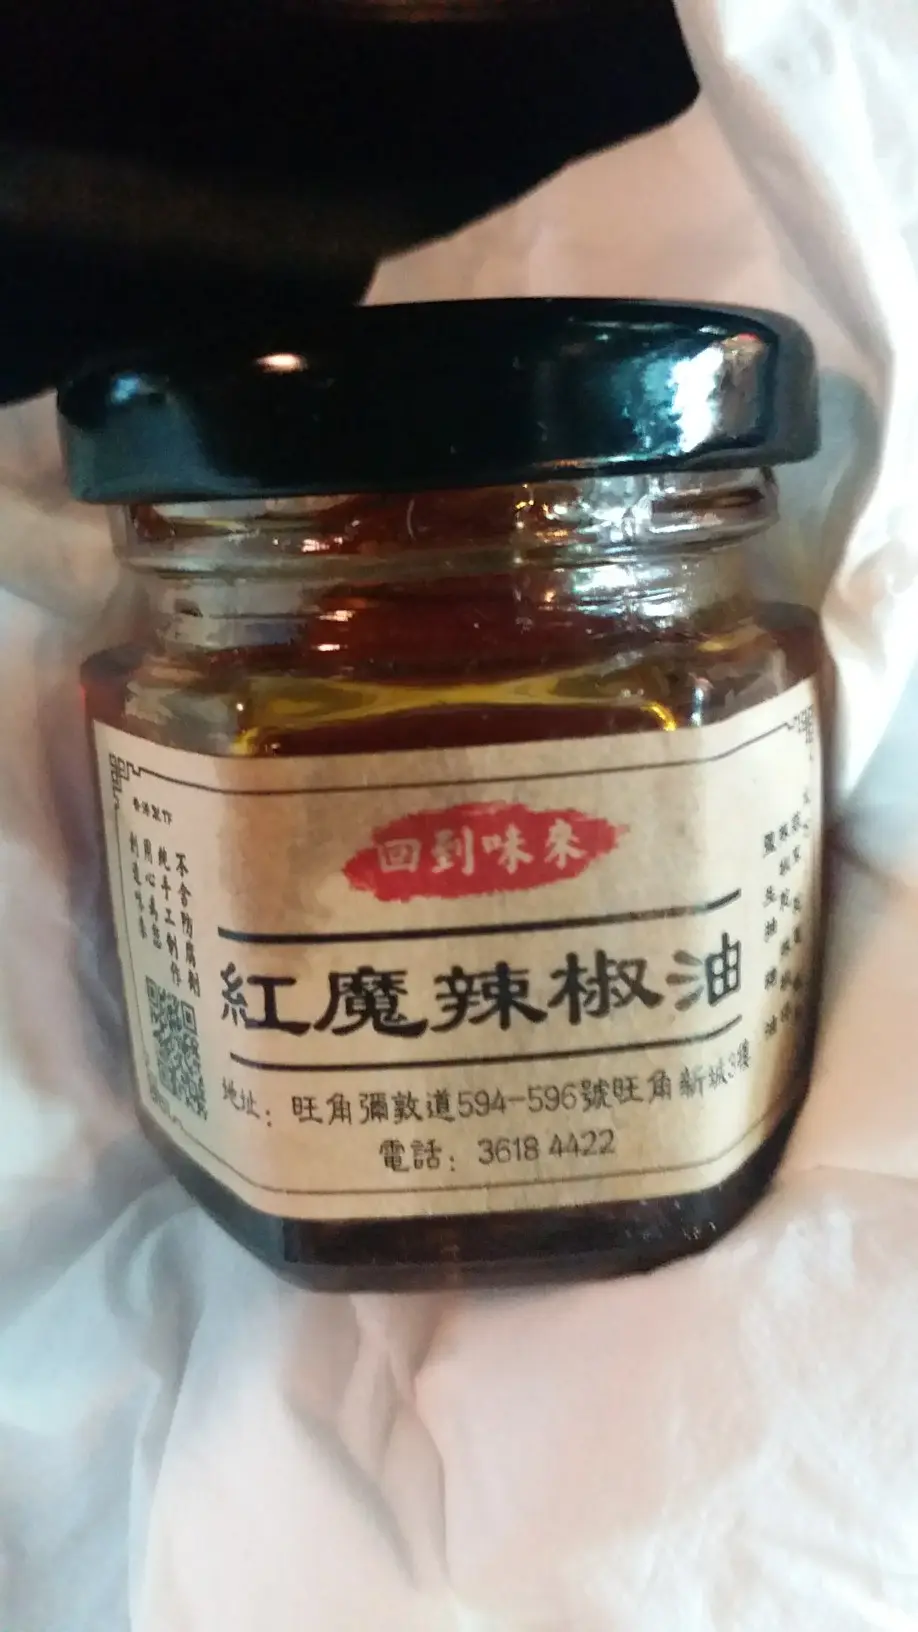 回到味來
紅魔辣椒油
地址：旺角彌敦道594-596號旺角新城3樓
電話：3618 4422
香港製作
不含防腐劑
純手工制作
用心為您
創造味來